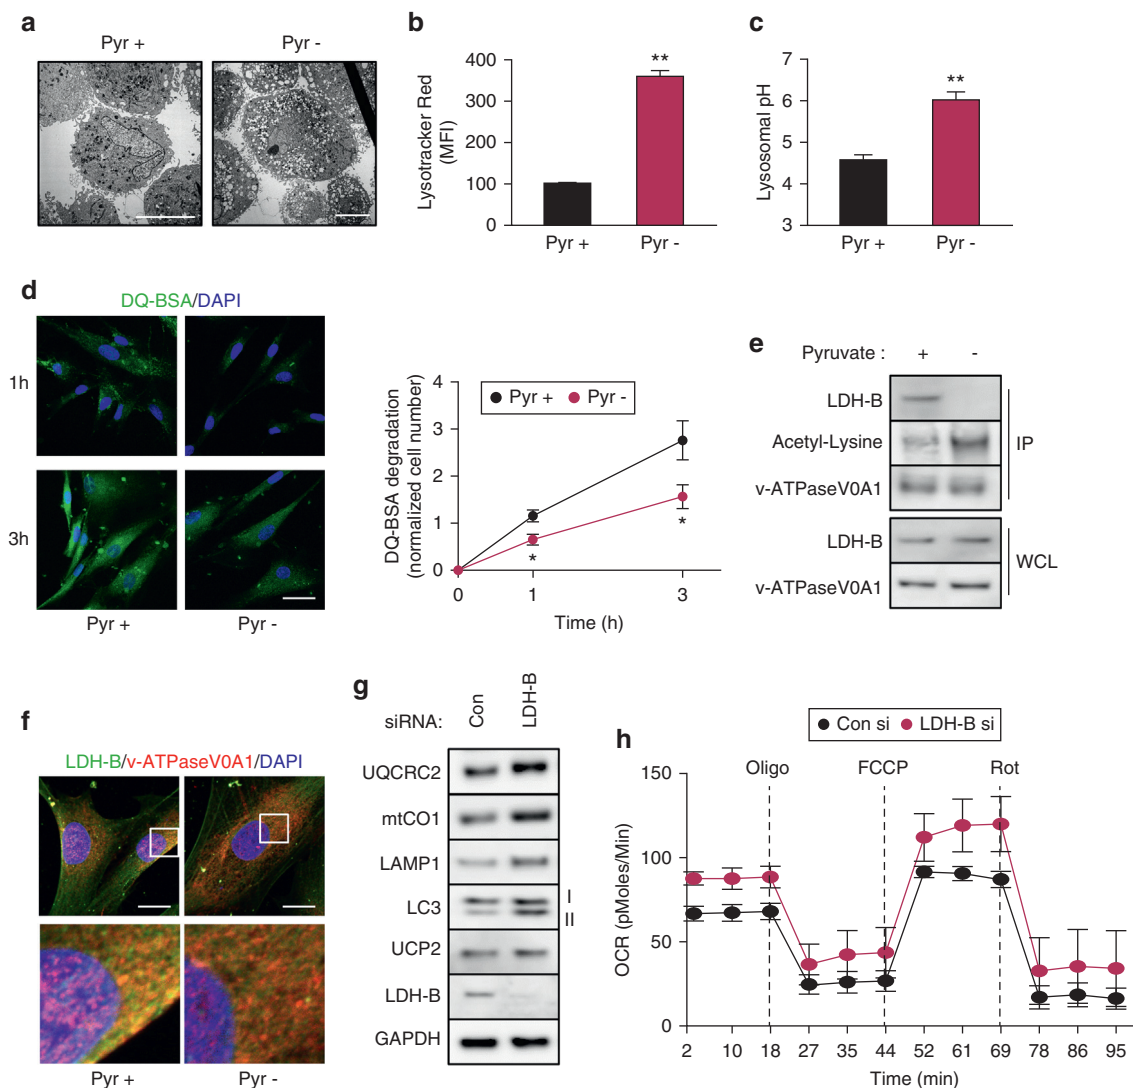 a
Pyr +
Pyr -
b
Lysotracker Red
(MFI)
400
300
200
100
0
**
Pyr +
Pyr -
c
Lysosomal pH
7
6
5
4
3
**
Pyr +
Pyr -
d
DQ-BSA/DAPI
1h
3h
Pyr +
Pyr -
DQ-BSA degradation
(normalized cell number)
4
3
2
1
0
Pyr +
Pyr -
*
*
0
1
3
Time (h)
e
Pyruvate :
+
-
LDH-B
Acetyl-Lysine
v-ATPaseV0A1
IP
LDH-B
v-ATPaseV0A1
WCL
f
LDH-B/v-ATPaseV0A1/DAPI
Pyr +
Pyr -
g
siRNA:
Con
LDH-B
UQCRC2
mtCO1
LAMP1
LC3
I
II
UCP2
LDH-B
GAPDH
h
Con si
LDH-B si
Oligo
FCCP
Rot
OCR (pMoles/Min)
150
100
50
0
2
10
18
27
35
44
52
61
69
78
86
95
Time (min)